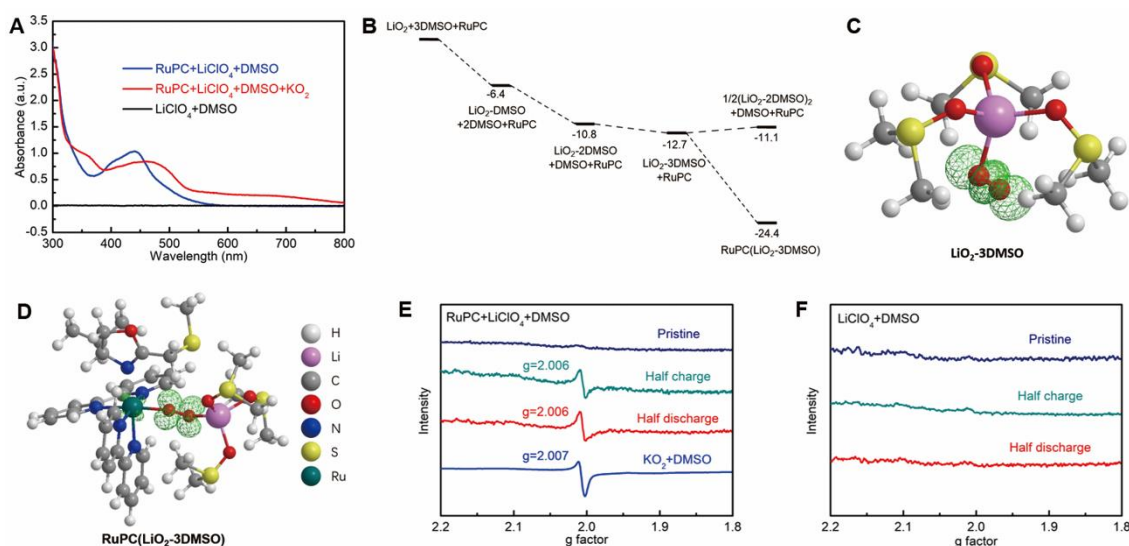 A
3.5
3.0
2.5
2.0
1.5
1.0
0.5
0.0
-0.5
300
400
500
600
700
800
Absorbance (a.u.)
Wavelength (nm)
RuPC+LiClO₄+DMSO
RuPC+LiClO₄+DMSO+KO₂
LiClO₄+DMSO
B
LiO₂+3DMSO+RuPC
-6.4
LiO₂-DMSO
+2DMSO+RuPC
-10.8
LiO₂-2DMSO
+DMSO+RuPC
-12.7
LiO₂-3DMSO
+RuPC
1/2(LiO₂-2DMSO)₂
+DMSO+RuPC
-11.1
-24.4
RuPC(LiO₂-3DMSO)
C
LiO₂-3DMSO
D
H
Li
C
O
N
S
Ru
RuPC(LiO₂-3DMSO)
E
RuPC+LiClO₄+DMSO
Pristine
g=2.006
Half charge
g=2.006
Half discharge
g=2.007
KO₂+DMSO
Intensity
2.2
2.1
2.0
1.9
1.8
g factor
F
LiClO₄+DMSO
Pristine
Half charge
Half discharge
Intensity
2.2
2.1
2.0
1.9
1.8
g factor